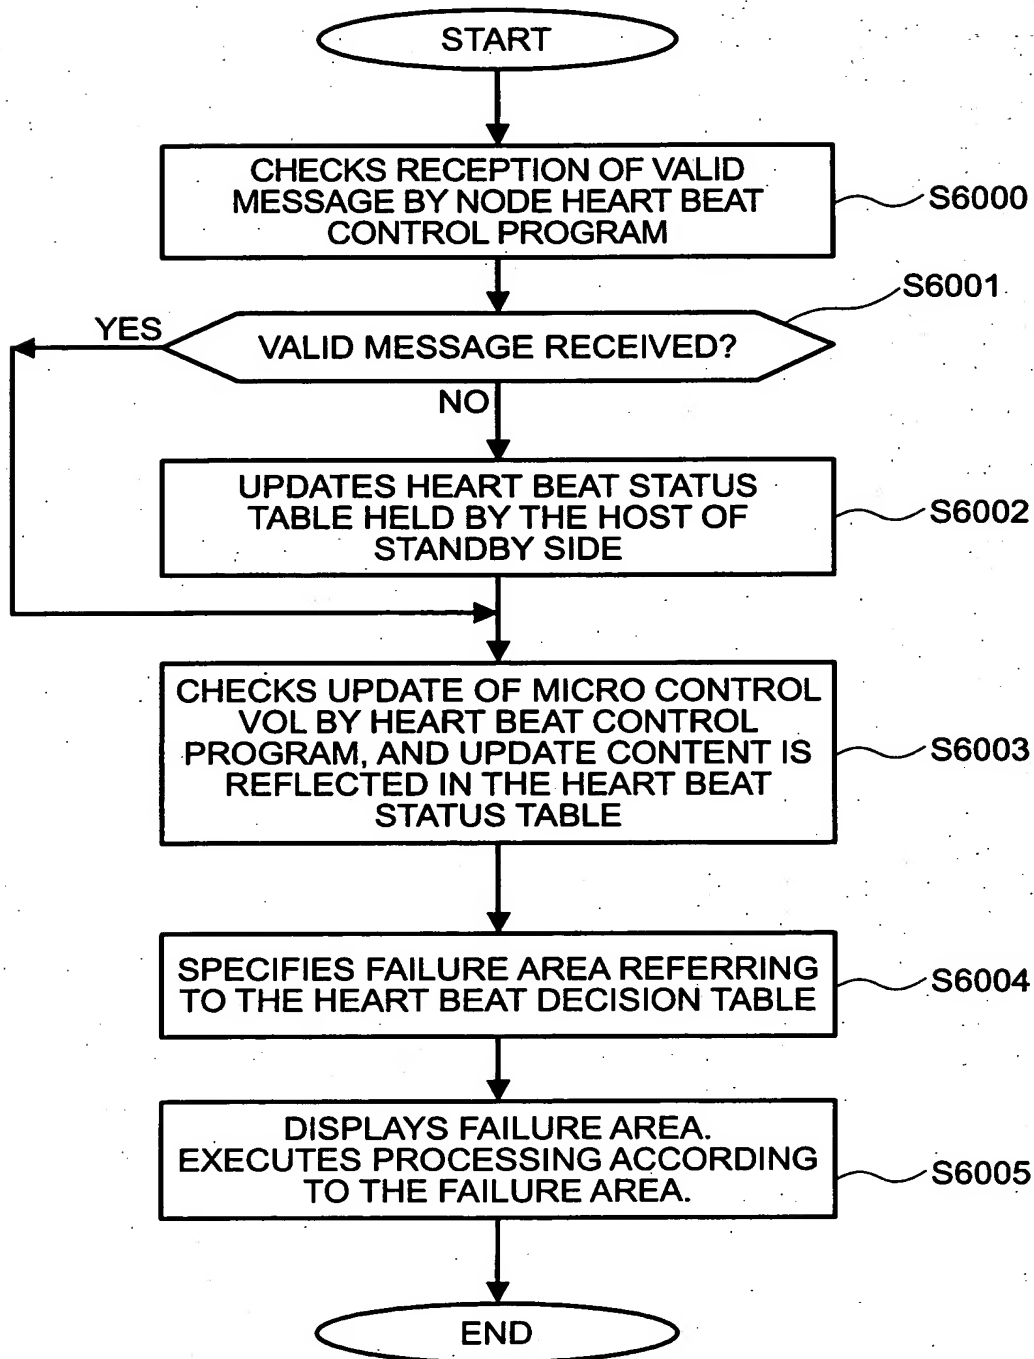 START
CHECKS RECEPTION OF VALID
MESSAGE BY NODE HEART BEAT
CONTROL PROGRAM
S6000
S6001
YES
VALID MESSAGE RECEIVED?
NO
UPDATES HEART BEAT STATUS
TABLE HELD BY THE HOST OF
STANDBY SIDE
S6002
CHECKS UPDATE OF MICRO CONTROL
VOL BY HEART BEAT CONTROL
PROGRAM, AND UPDATE CONTENT IS
REFLECTED IN THE HEART BEAT
STATUS TABLE
S6003
SPECIFIES FAILURE AREA REFERRING
TO THE HEART BEAT DECISION TABLE
S6004
DISPLAYS FAILURE AREA.
EXECUTES PROCESSING ACCORDING
TO THE FAILURE AREA.
S6005
END